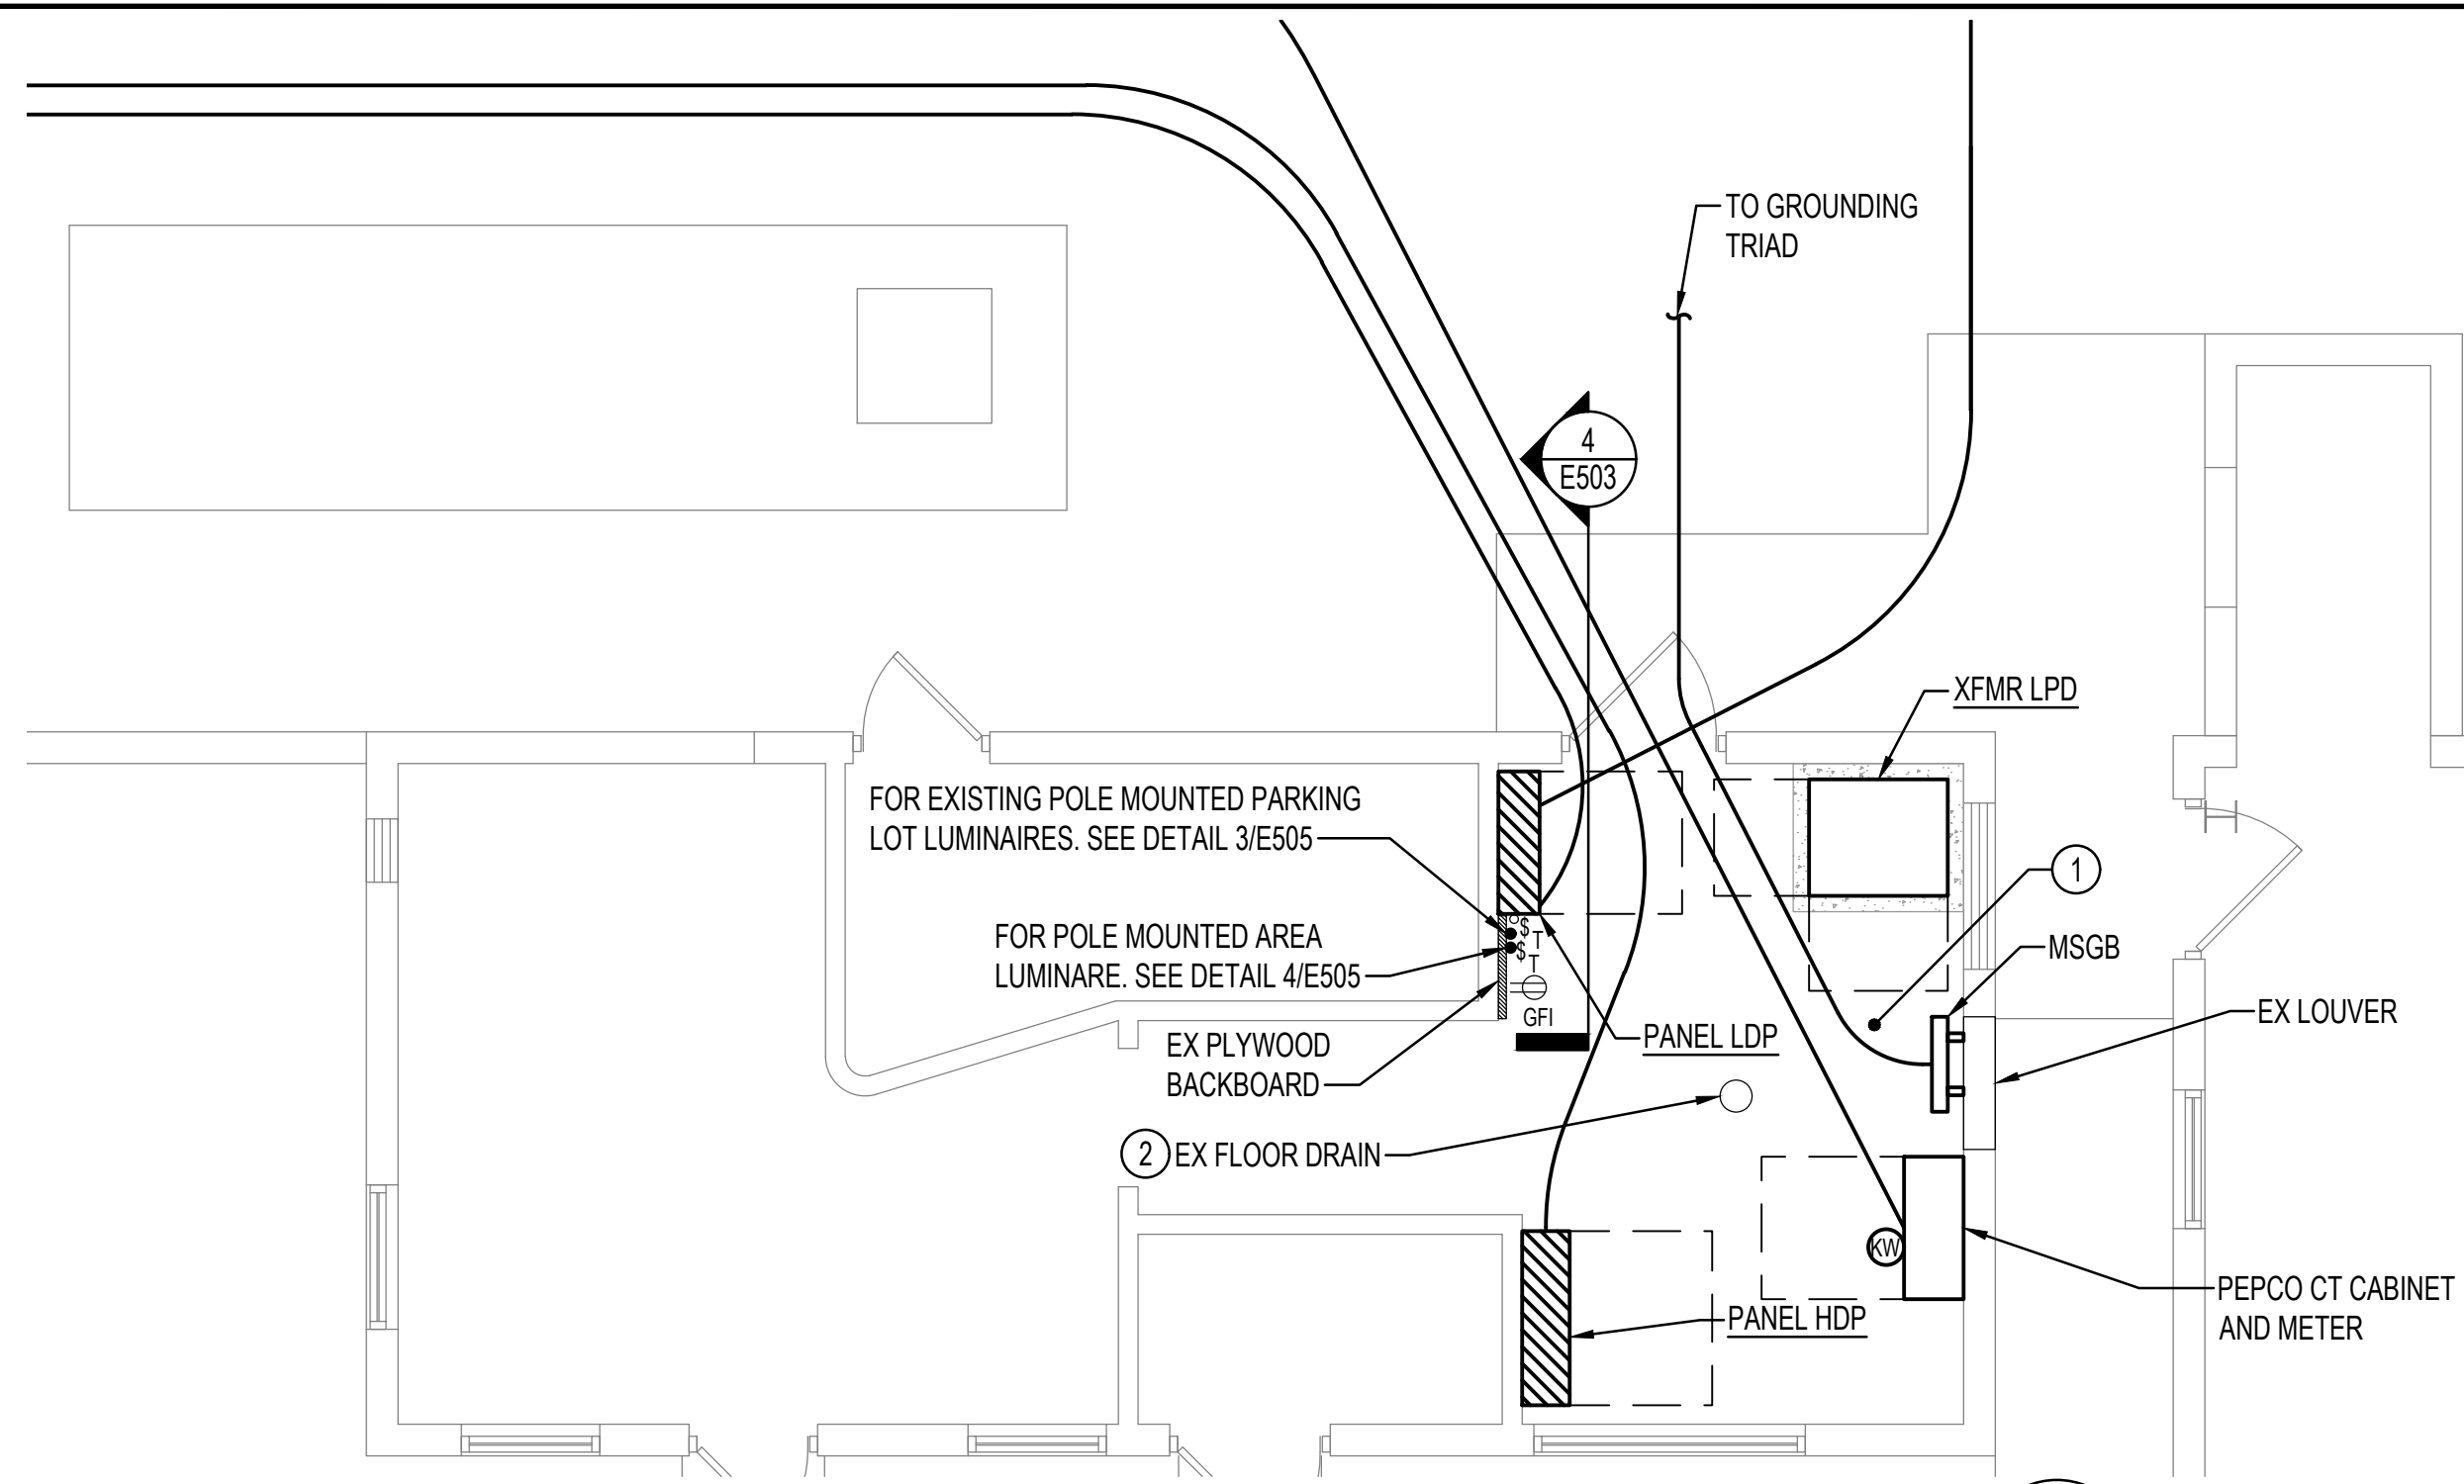 TO GROUNDING
TRIAD
4
E503
XFMR LPD
FOR EXISTING POLE MOUNTED PARKING
LOT LUMINAIRES. SEE DETAIL 3/E505
1
$
T
FOR POLE MOUNTED AREA
LUMINARE. SEE DETAIL 4/E505
$
T
MSGB
GFI
EX LOUVER
PANEL LDP
EX PLYWOOD
BACKBOARD
2 EX FLOOR DRAIN
KW
PEPCO CT CABINET
AND METER
PANEL HDP